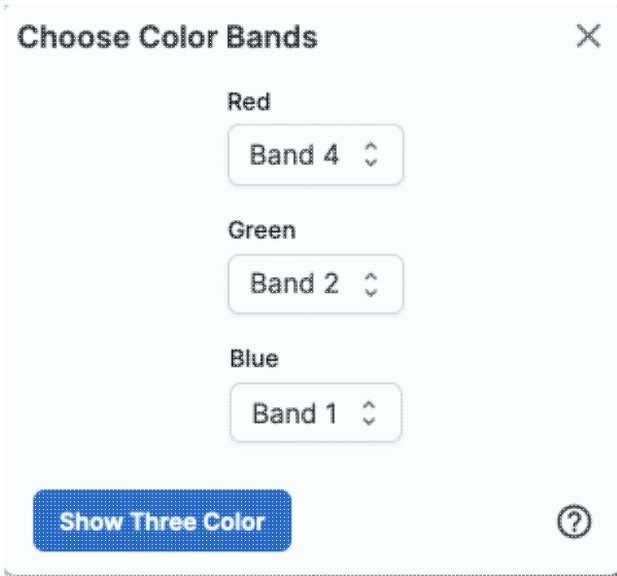 Choose Color Bands
Red
Band 4
Green
Band 2
Blue
Band 1
Show Three Color